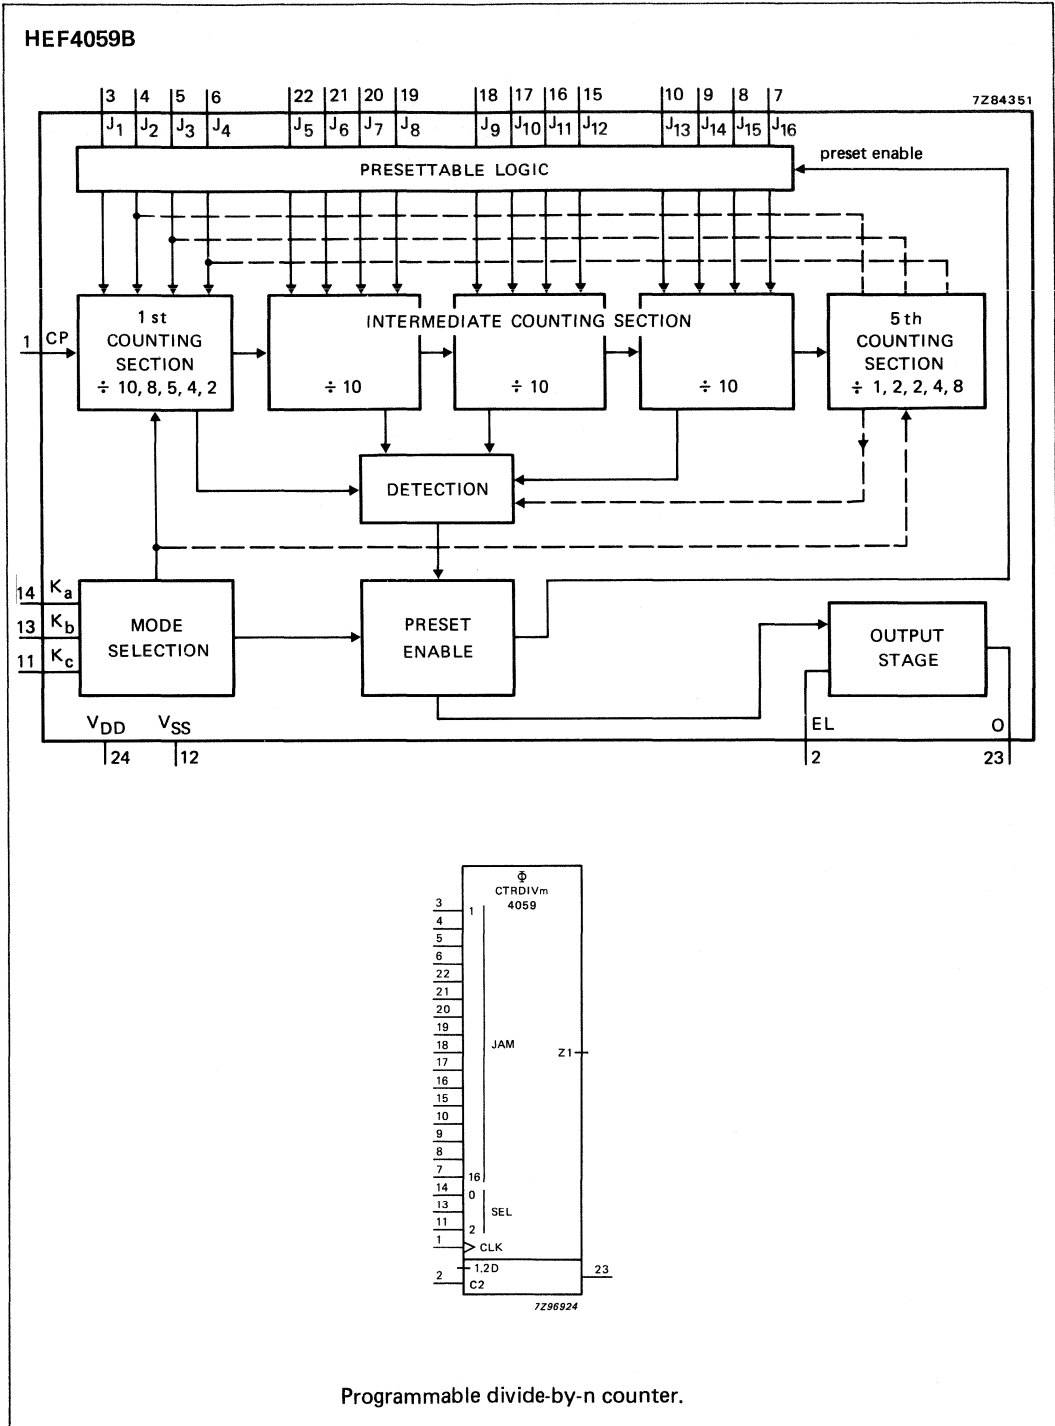 HEF4059B
3 4 5 6 22 21 20 19 18 17 16 15 10 9 8 7
7Z84351
J1 J2 J3 J4 J5 J6 J7 J8 J9 J10 J11 J12 J13 J14 J15 J16
preset enable
PRESETTABLE LOGIC
1 CP
1 st
COUNTING
SECTION
÷ 10, 8, 5, 4, 2
INTERMEDIATE COUNTING SECTION
÷ 10
÷ 10
÷ 10
5 th
COUNTING
SECTION
÷ 1, 2, 2, 4, 8
DETECTION
14 Ka
13 Kb
11 Kc
MODE
SELECTION
PRESET
ENABLE
OUTPUT
STAGE
VDD VSS
EL O
24 12 2 23
Φ
CTRDIVm
4059
3 1
4
5
6
22
21
20
19
18 JAM Z1
17
16
15
10
9
8
7 16
14 0
13 SEL
11 2
1 CLK
1,2D
2 C2 23
7Z96924
Programmable divide-by-n counter.